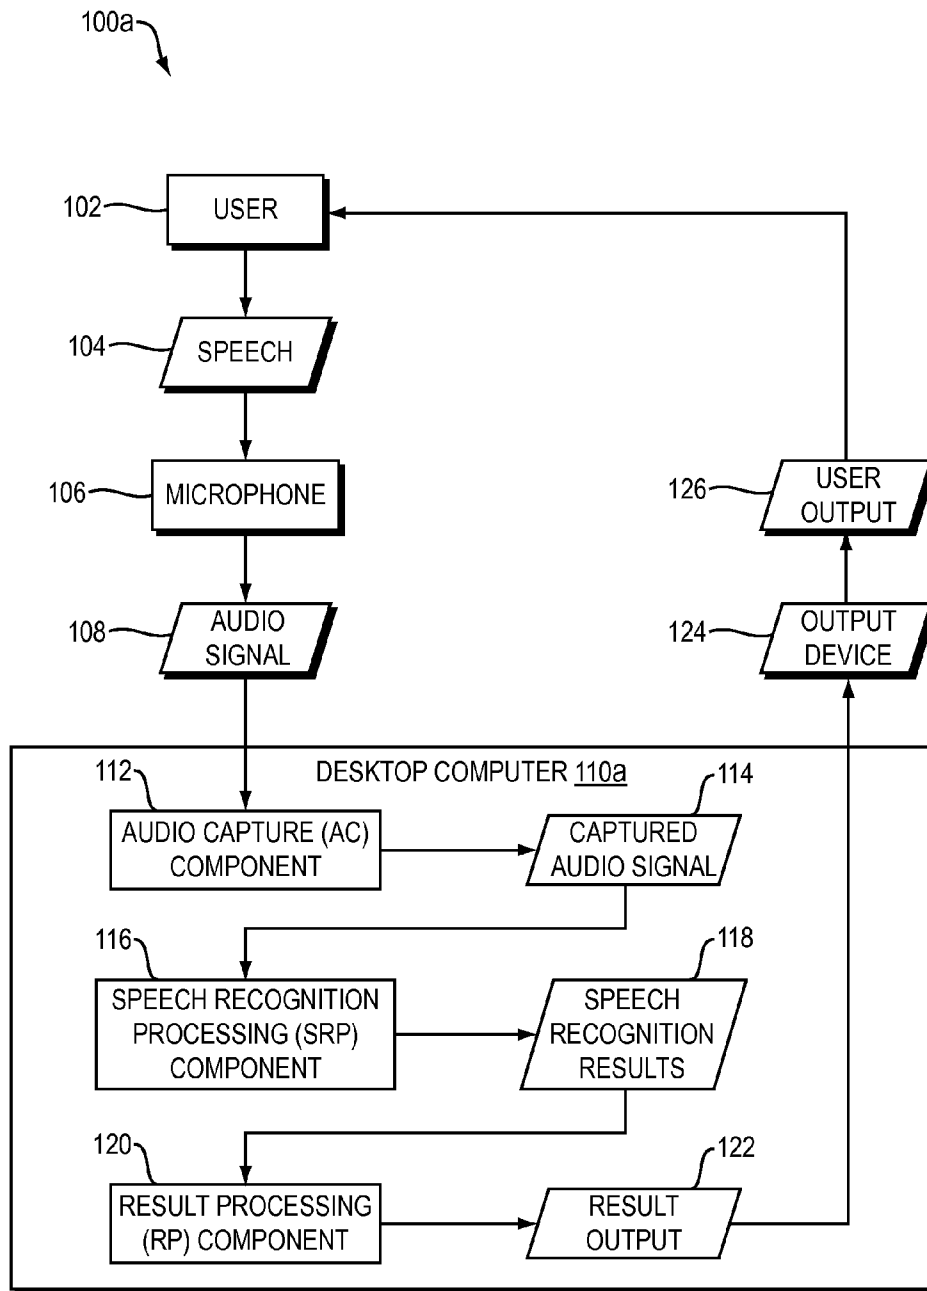 100a
102
USER
104
SPEECH
106
MICROPHONE
126
USER
OUTPUT
108
AUDIO
SIGNAL
124
OUTPUT
DEVICE
DESKTOP COMPUTER 110a
112
AUDIO CAPTURE (AC)
COMPONENT
114
CAPTURED
AUDIO SIGNAL
116
SPEECH RECOGNITION
PROCESSING (SRP)
COMPONENT
118
SPEECH
RECOGNITION
RESULTS
120
RESULT PROCESSING
(RP) COMPONENT
122
RESULT
OUTPUT